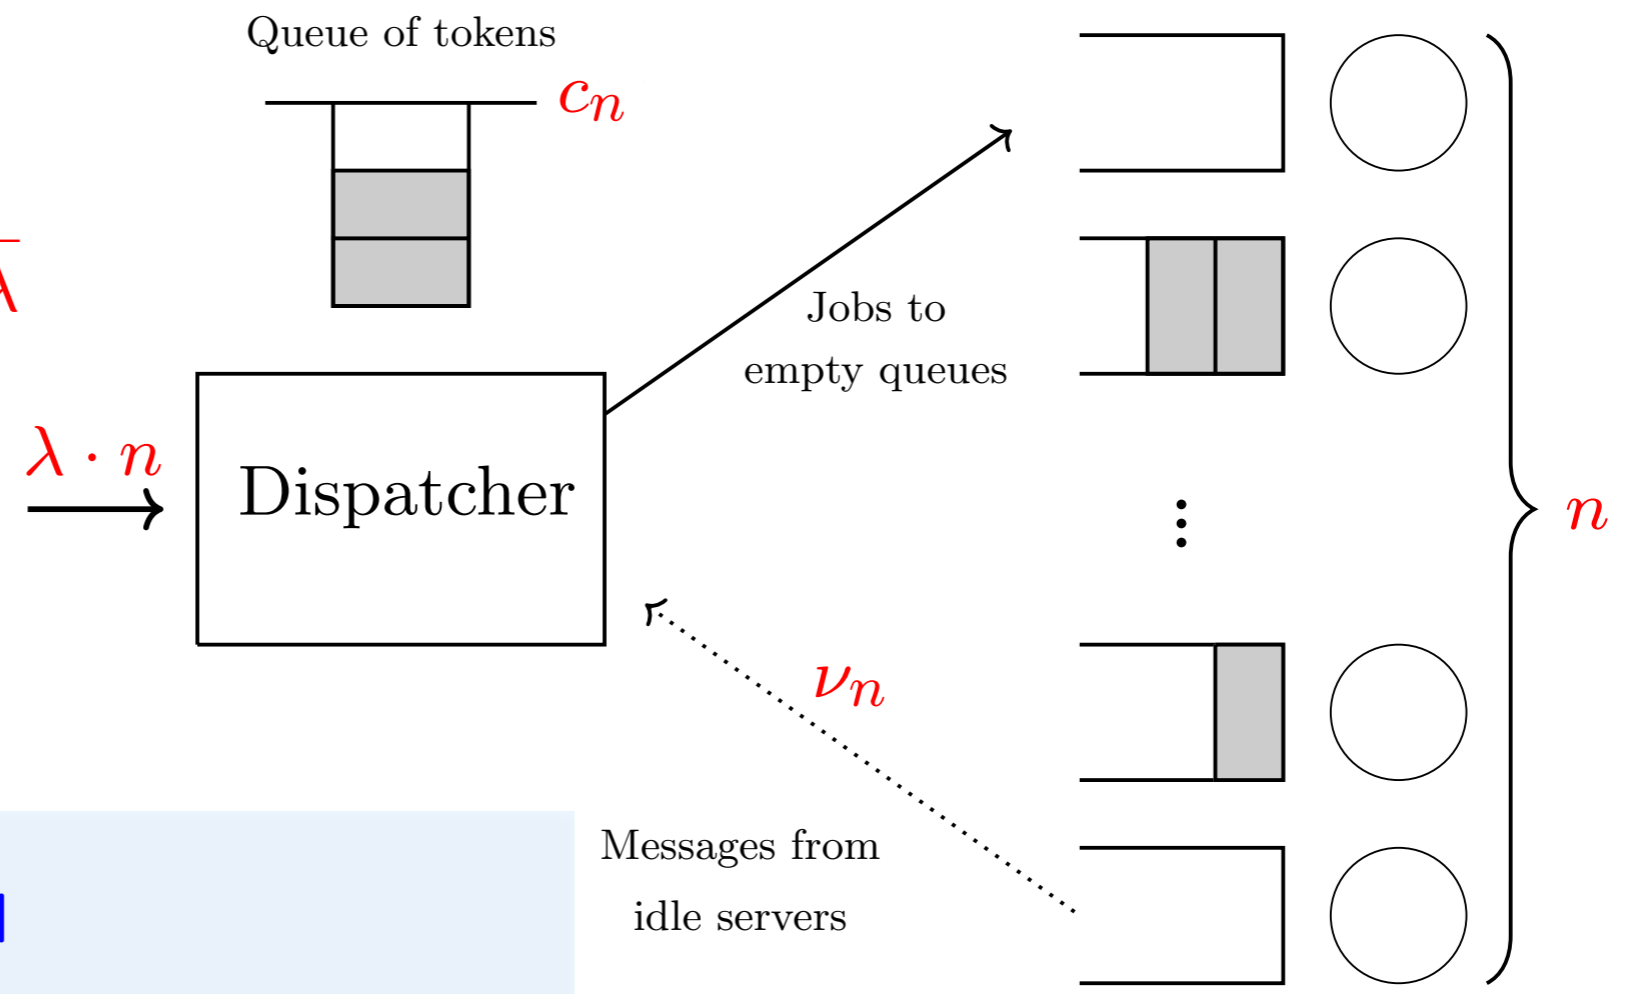 Queue of tokens
c_n
λ
λ · n
Dispatcher
Jobs to
empty queues
⋮
n
ν_n
Messages from
idle servers